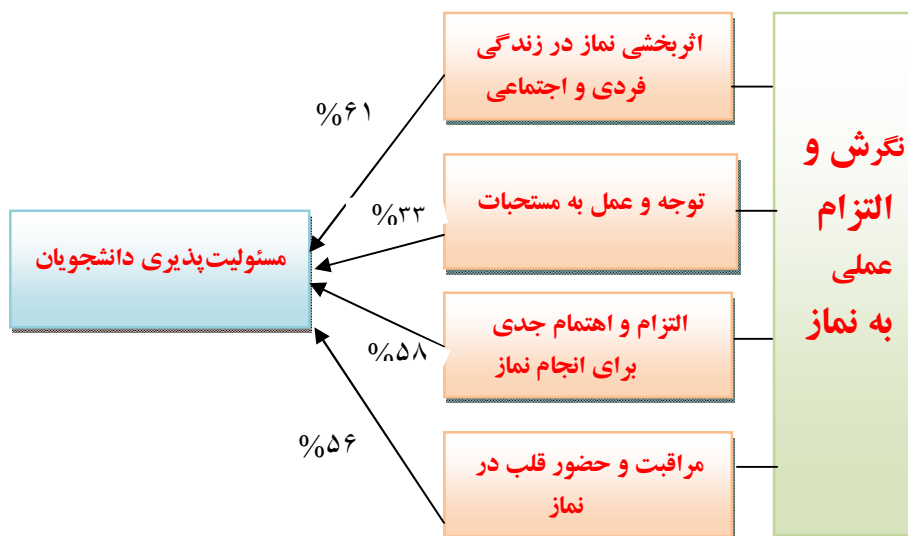 نگرش و
التزام
عملی
به نماز
اثربخشی نماز در زندگی
فردی و اجتماعی
توجه و عمل به مستحبات
التزام و اهتمام جدی
برای انجام نماز
مراقبت و حضور قلب در
نماز
%۶۱
%۳۳
%۵۸
%۵۶
مسئولیت‌پذیری دانشجویان